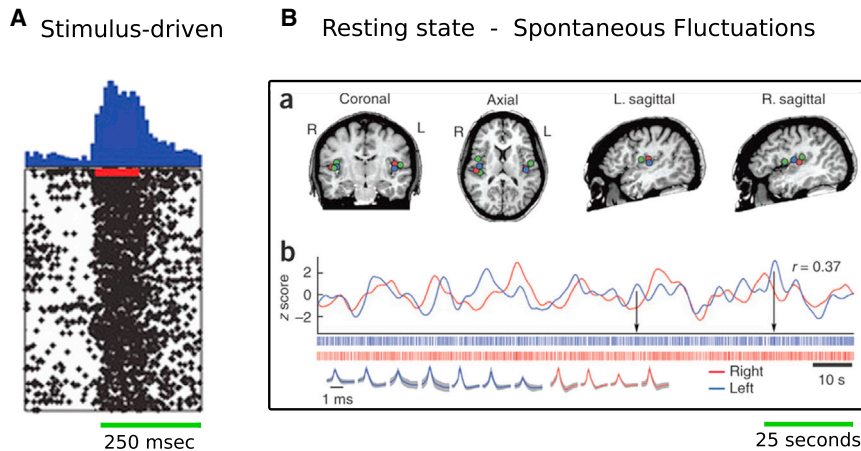 A Stimulus-driven
B Resting state - Spontaneous Fluctuations
a
Coronal Axial L. sagittal R. sagittal
R L R L
b
r = 0.37
z score
2
0
−2
Right
Left
10 s
1 ms
250 msec
25 seconds